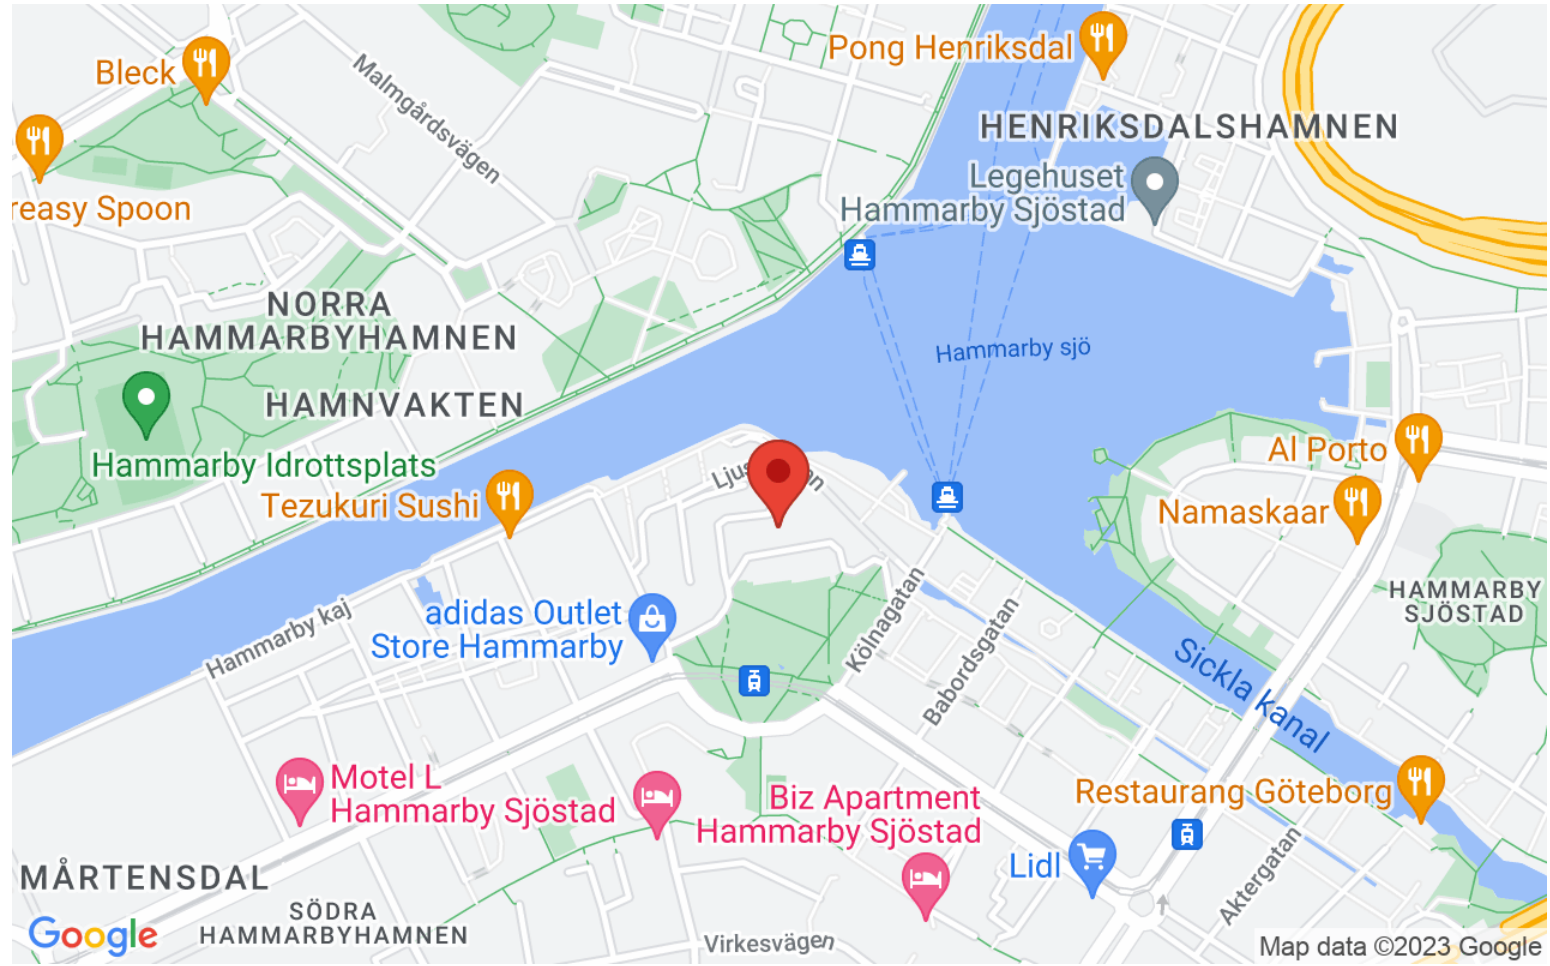 Pong Henriksdal
Bleck
Malmgårdsvägen
HENRIKSDALSHAMNEN
Legehuset
Hammarby Sjöstad
reasy Spoon
NORRA
HAMMARBYHAMNEN
Hammarby sjö
HAMNVAKTEN
Hammarby Idrottsplats
Al Porto
Tezukuri Sushi
Namaskaar
HAMMARBY
SJÖSTAD
adidas Outlet
Store Hammarby
Hammarby kaj
Kölnagatan
Babordsgatan
Sickla kanal
Motel L
Hammarby Sjöstad
Biz Apartment
Hammarby Sjöstad
Restaurang Göteborg
Lidl
Aktergatan
MÅRTENSDAL
SÖDRA
HAMMARBYHAMNEN
Virkesvägen
Google
Map data ©2023 Google